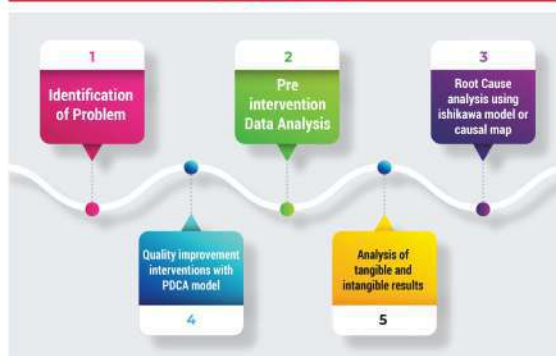 1
Identification
of Problem
2
Pre
intervention
Data Analysis
3
Root Cause
analysis using
ishikawa model or
causal map
Quality improvement
interventions with
PDCA model
4
Analysis of
tangible and
intangible results
5